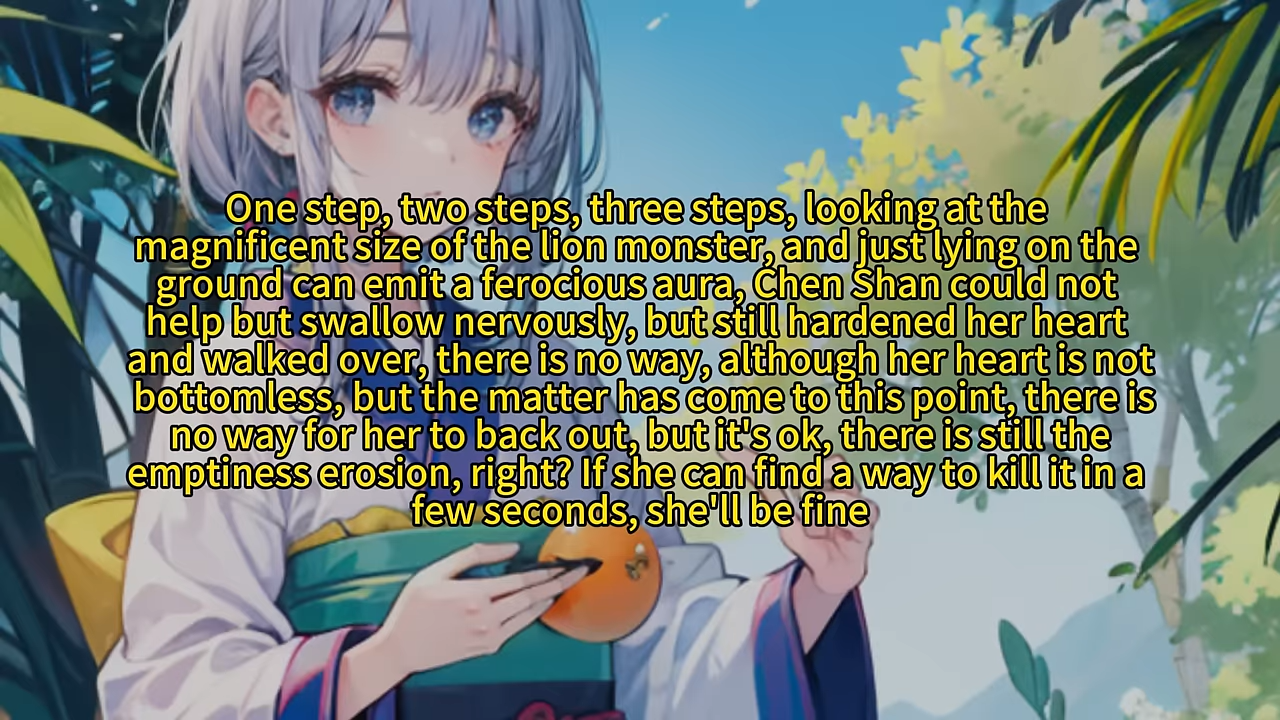 One step, two steps, three steps, looking at the
magnificent size of the lion monster, and just lying on the
ground can emit a ferocious aura, Chen Shan could not
help but swallow nervously, but still hardened her heart
and walked over, there is no way, although her heart is not
bottomless, but the matter has come to this point, there is
no way for her to back out, but it's ok, there is still the
emptiness erosion, right? If she can find a way to kill it in a
few seconds, she'll be fine